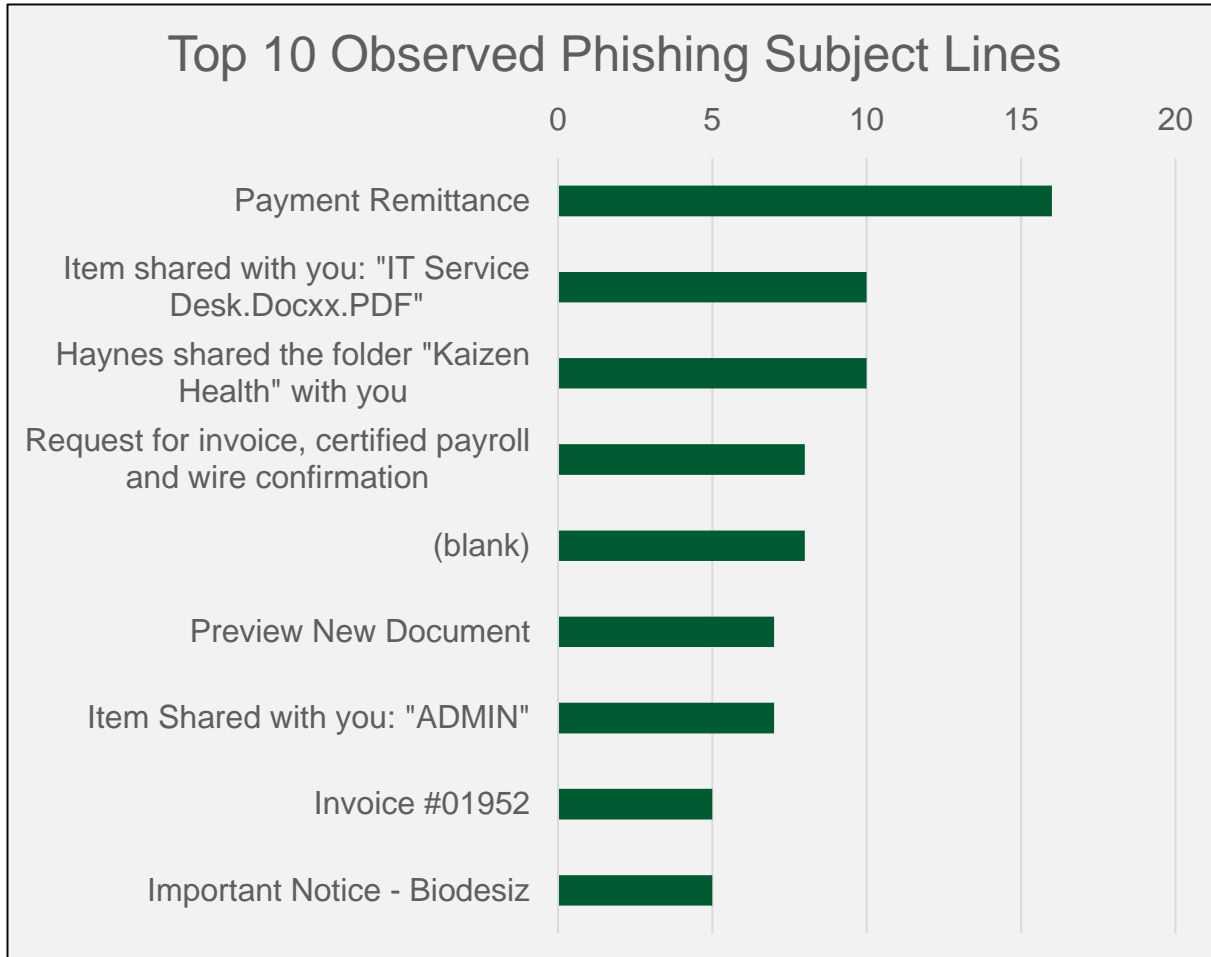 Top 10 Observed Phishing Subject Lines
0 5 10 15 20
Payment Remittance
Item shared with you: "IT Service
Desk.Docxx.PDF"
Haynes shared the folder "Kaizen
Health" with you
Request for invoice, certified payroll
and wire confirmation
(blank)
Preview New Document
Item Shared with you: "ADMIN"
Invoice #01952
Important Notice - Biodesiz